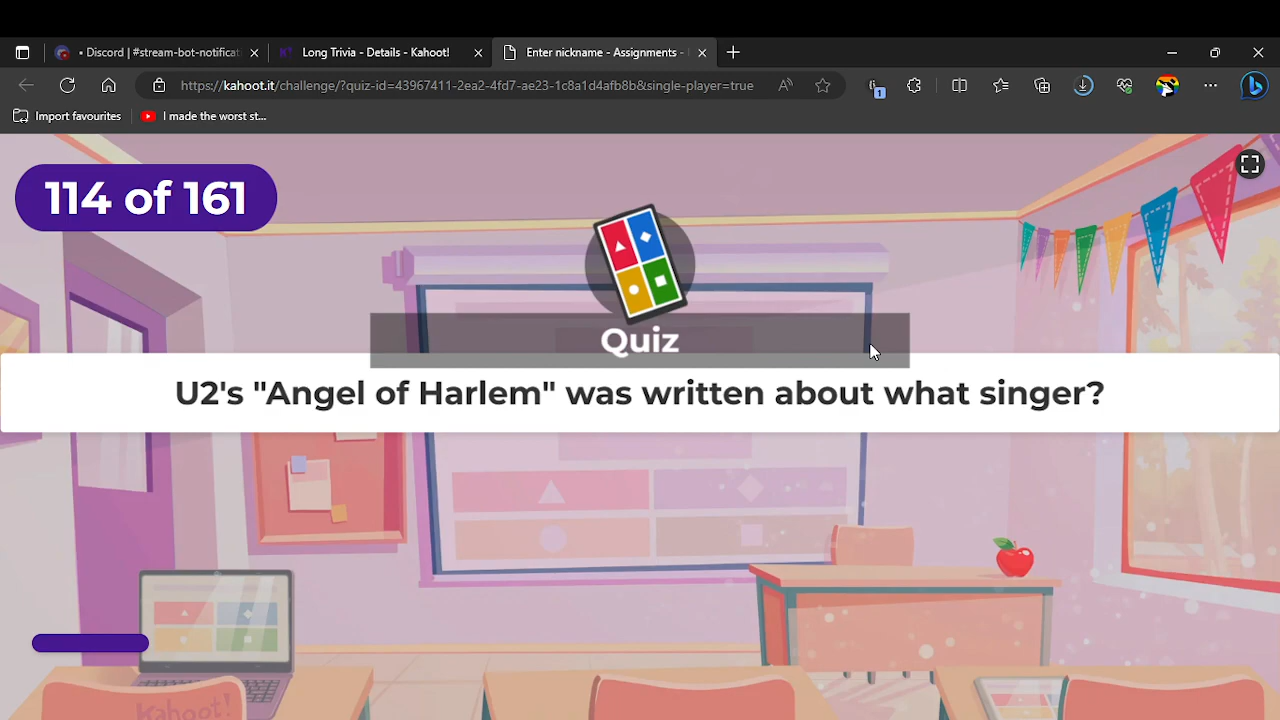 Discord | #stream-bot-notificat
Long Trivia - Details - Kahoot!
Enter nickname - Assignments -
https://kahoot.it/challenge/?quiz_id=43967411-2ea2-4fd7-ae23-1c8a1d4afb8b&single-player=true
1
Import favourites
I made the worst st...
114 of 161
Quiz
U2's "Angel of Harlem" was written about what singer?
Kahoot!